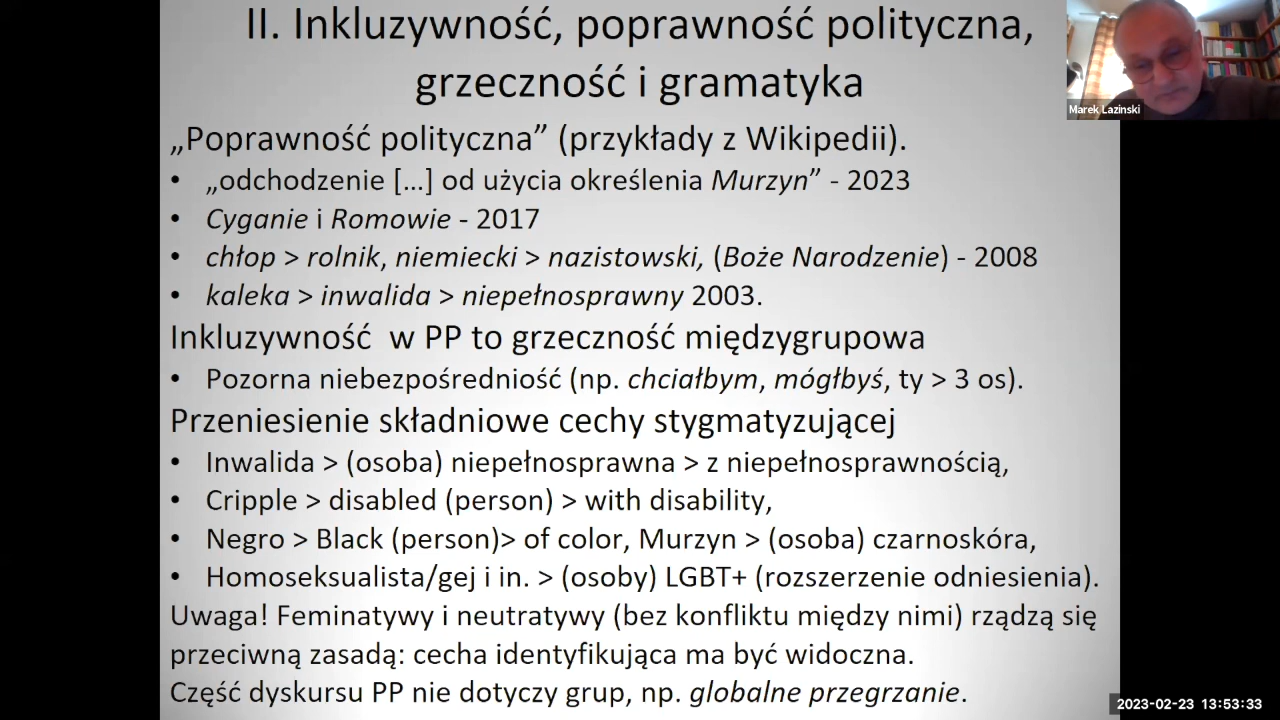 II. Inkluzywność, poprawność polityczna,
grzeczność i gramatyka
Marek Łaziński
„Poprawność polityczna” (przykłady z Wikipedii).
• „odchodzenie [...] od użycia określenia Murzyn” - 2023
• Cyganie i Romowie - 2017
• chłop > rolnik, niemiecki > nazistowski, (Boże Narodzenie) - 2008
• kaleka > inwalida > niepełnosprawny 2003.
Inkluzywność w PP to grzeczność międzygrupowa
• Pozorna niebezpośredniość (np. chciałbym, mógłbyś, ty > 3 os).
Przeniesienie składniowe cechy stygmatyzującej
• Inwalida > (osoba) niepełnosprawna > z niepełnosprawnością,
• Cripple > disabled (person) > with disability,
• Negro > Black (person)> of color, Murzyn > (osoba) czarnoskóra,
• Homoseksualista/gej i in. > (osoby) LGBT+ (rozszerzenie odniesienia).
Uwaga! Feminatywy i neutratywy (bez konfliktu między nimi) rządzą się
przeciwną zasadą: cecha identyfikująca ma być widoczna.
Część dyskursu PP nie dotyczy grup, np. globalne przegrzanie.
2023-02-23 13:53:33